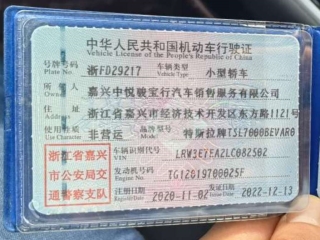 中华人民共和国机动车行驶证
Vehicle License of the People's Republic of China
号牌号码 浙FD29217 车辆类型 小型轿车
Plate No. Vehicle Type
所有人 嘉兴中悦骏宝行汽车销售服务有限公司
Owner
住址 浙江省嘉兴市经济技术开发区东方路1121号
Address
使用性质 非营运 品牌型号 特斯拉牌TSL7000BEVAR0
浙江省嘉兴
市公安局交
通警察支队
车辆识别代号 LRW3E7EA2LC082502
VIN
发动机号码 TG1201970002SF
注册日期 2020-11-02 发证日期 2022-12-13